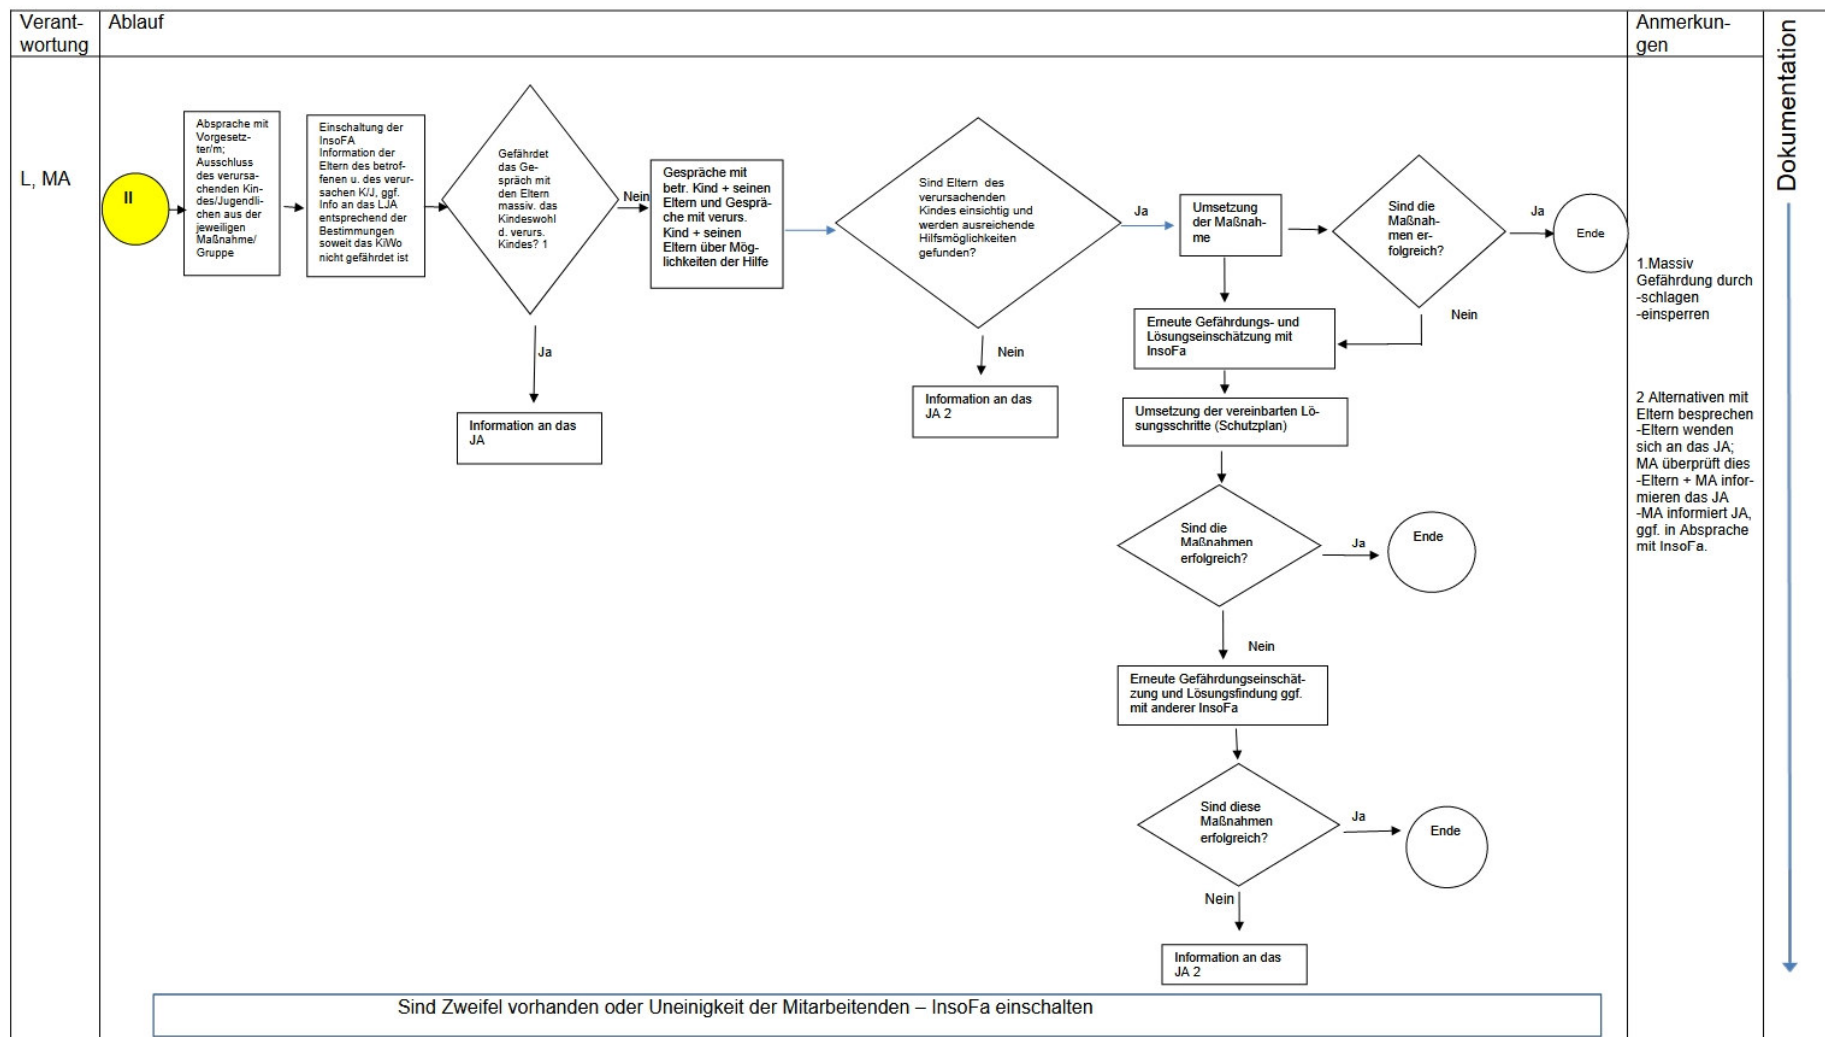 Verant-
wortung
Ablauf
Anmerkun-
gen
Dokumentation
L, MA
II
Absprache mit
Vorgesetz-
ter/m;
Ausschluss
des verursa-
chenden Kin-
des/Jugendli-
chen aus der
jeweiligen
Maßnahme/
Gruppe
Einschaltung der
InsoFA
Information der
Eltern des betrof-
fenen u. des verur-
sachen K/J, ggf.
Info an das LJA
entsprechend der
Bestimmungen
soweit das KiWo
nicht gefährdet ist
Gefährdet
das Ge-
spräch mit
den Eltern
massiv. das
Kindeswohl
d. verurs.
Kindes? 1
Nein
Ja
Information an das
JA
Gespräche mit
betr. Kind + seinen
Eltern und Gesprä-
che mit verurs.
Kind + seinen
Eltern über Mög-
lichkeiten der Hilfe
Sind Eltern des
verursachenden
Kindes einsichtig und
werden ausreichende
Hilfsmöglichkeiten
gefunden?
Ja
Nein
Information an das
JA 2
Umsetzung
der Maßnah-
me
Sind die
Maßnah-
men er-
folgreich?
Ja
Ende
Nein
Erneute Gefährdungs- und
Lösungseinschätzung mit
InsoFa
Umsetzung der vereinbarten Lö-
sungsschritte (Schutzplan)
Sind die
Maßnahmen
erfolgreich?
Ja
Ende
Nein
Erneute Gefährdungseinschät-
zung und Lösungsfindung ggf.
mit anderer InsoFa
Sind diese
Maßnahmen
erfolgreich?
Ja
Ende
Nein
Information an das
JA 2
1.Massiv
Gefährdung durch
-schlagen
-einsperren
2 Alternativen mit
Eltern besprechen
-Eltern wenden
sich an das JA;
MA überprüft dies
-Eltern + MA infor-
mieren das JA
-MA informiert JA,
ggf. in Absprache
mit InsoFa.
Sind Zweifel vorhanden oder Uneinigkeit der Mitarbeitenden – InsoFa einschalten